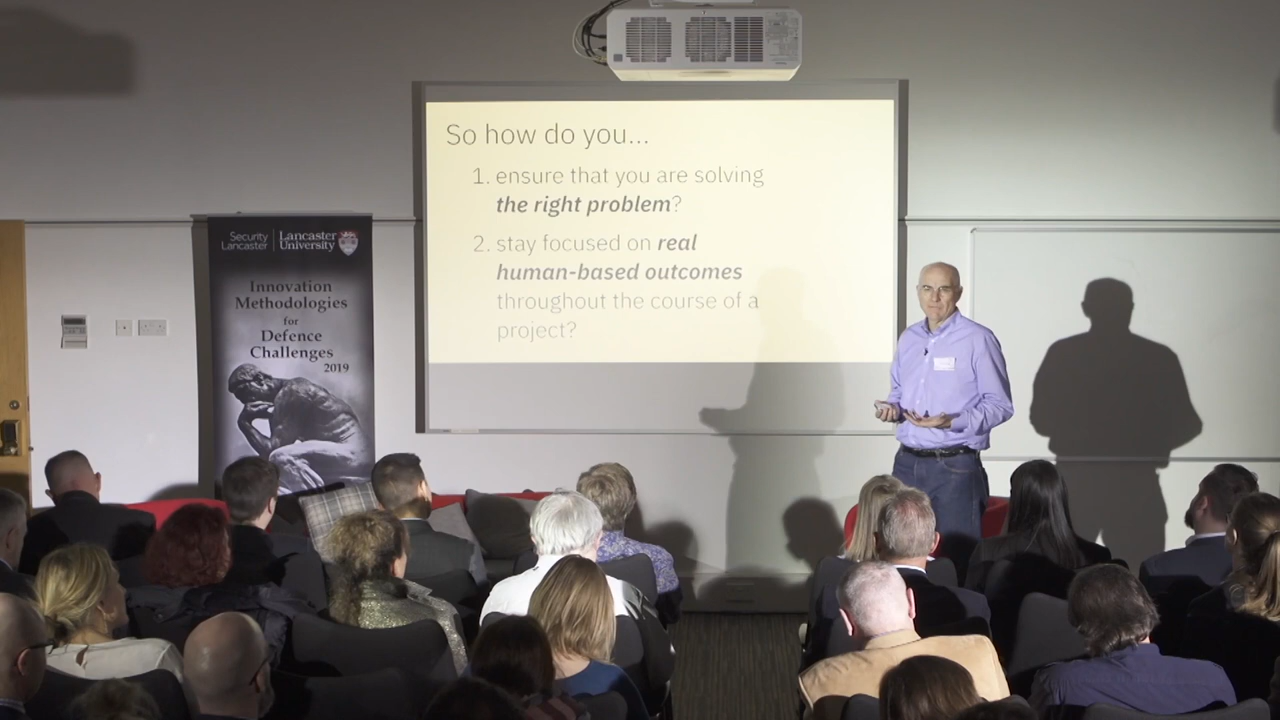 So how do you...
1. ensure that you are solving
the right problem?
2. stay focused on real
human-based outcomes
throughout the course of a
project?
Security
Lancaster
Lancaster
University
Innovation
Methodologies
for
Defence
Challenges
2019